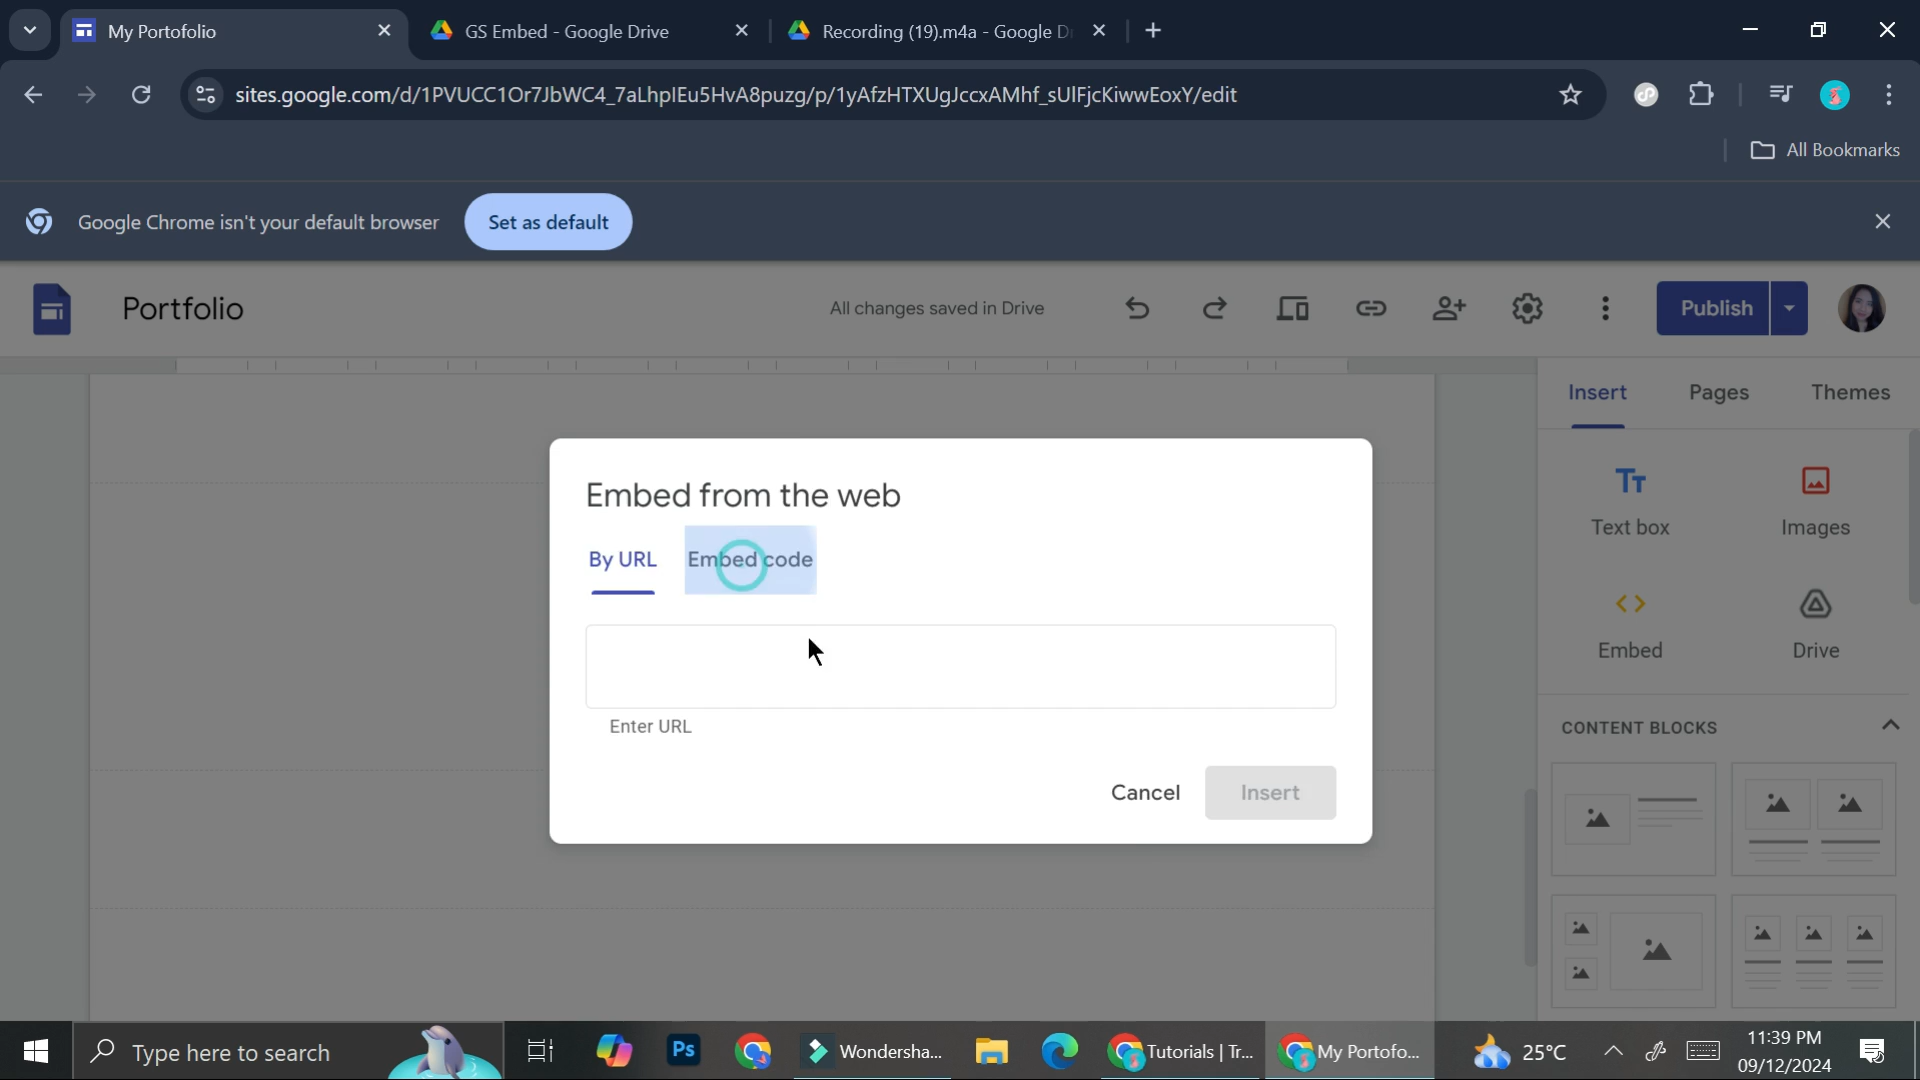 My Portofolio
GS Embed - Google Drive
Recording (19).m4a - Google D
sites.google.com/d/1PVUCC1Or7JbWC4_7aLhplEu5HvA8puzg/p/1yAfzHTXUgJccxAMhf_sUlFjcKiwwEoxY/edit
All Bookmarks
Google Chrome isn't your default browser
Set as default
Portfolio
All changes saved in Drive
Publish
Insert
Pages
Themes
Embed from the web
By URL
Embed code
Enter URL
Cancel
Insert
Text box
Images
Embed
Drive
CONTENT BLOCKS
Type here to search
Ps
Wondersha...
Tutorials | Tr...
My Portofo...
25°C
11:39 PM
09/12/2024